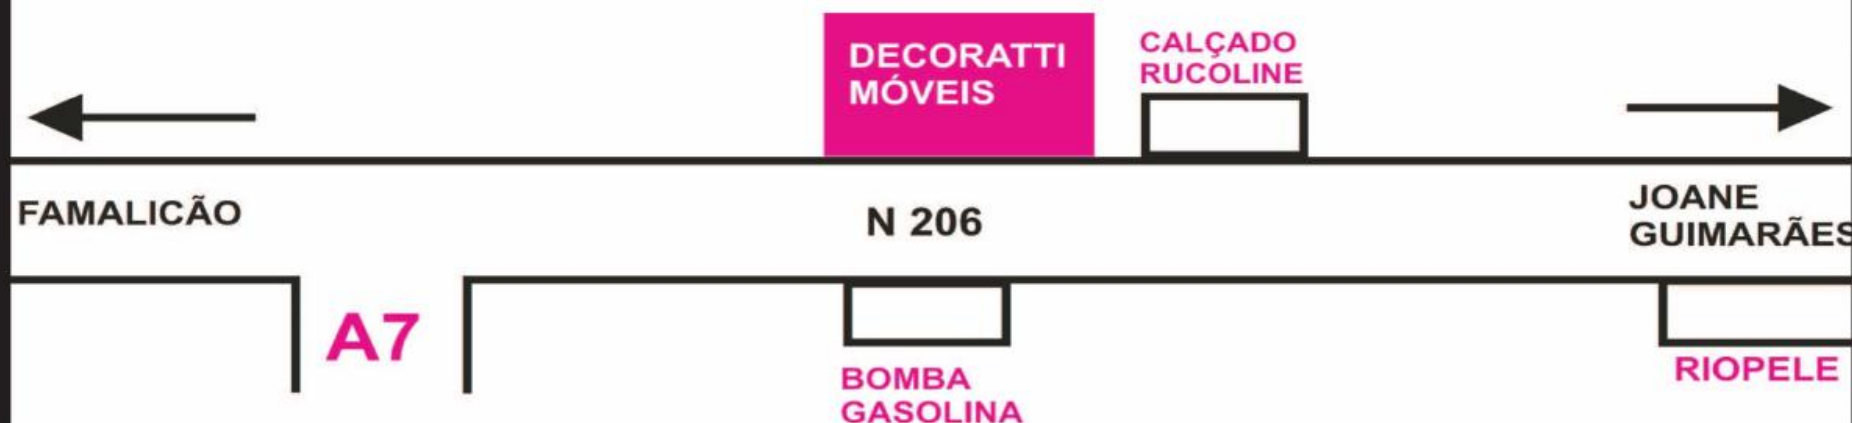 DECORATTI
MÓVEIS
CALÇADO
RUCOLINE
FAMALICÃO
N 206
JOANE
GUIMARÃES
A7
BOMBA
GASOLINA
RIOPELE